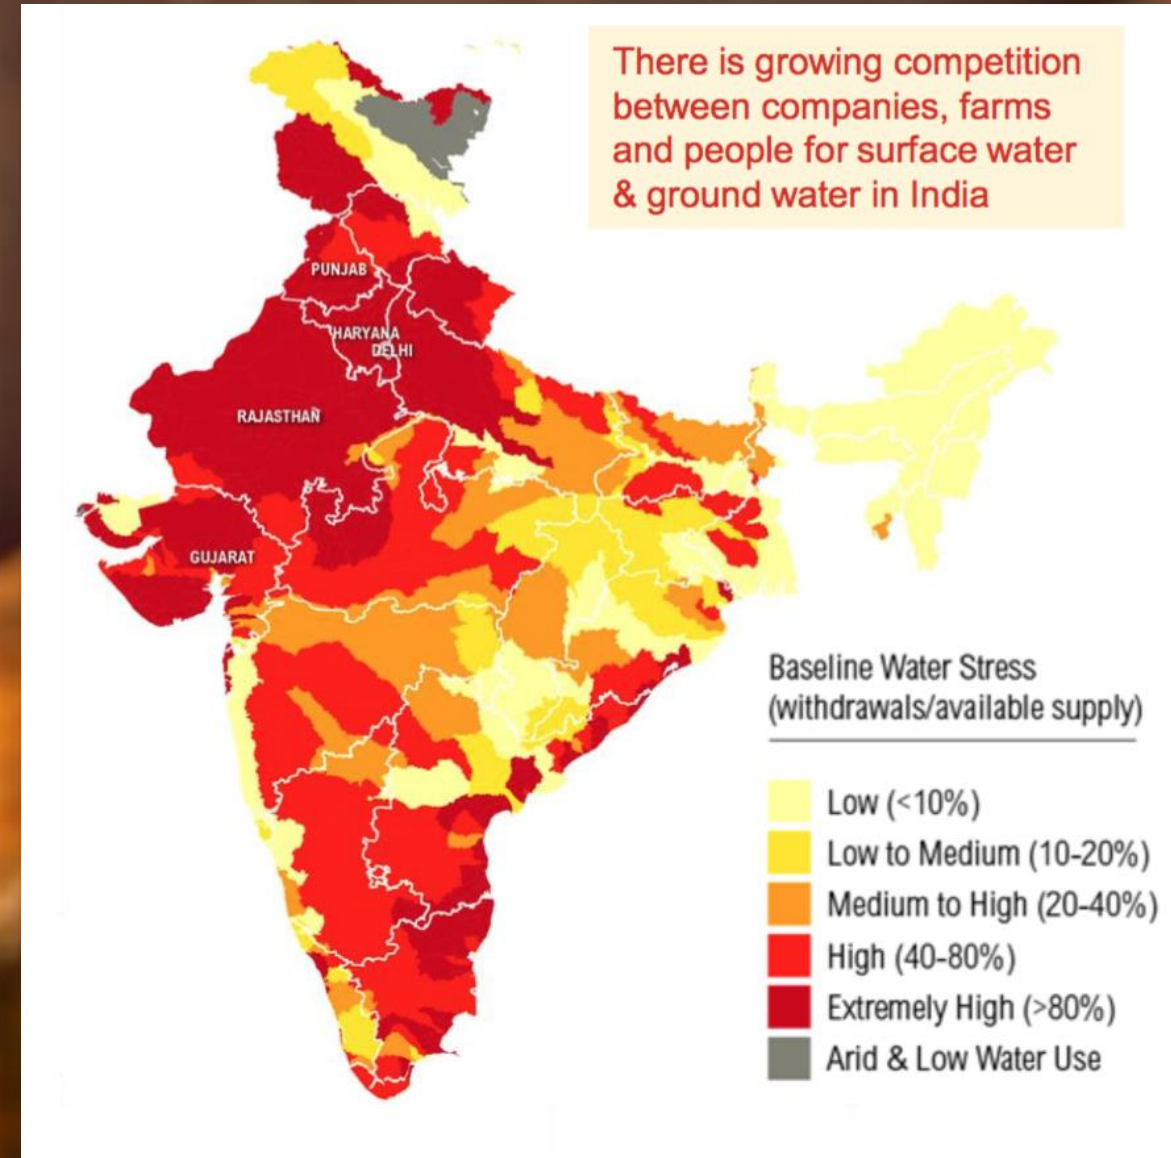 There is growing competition
between companies, farms
and people for surface water
& ground water in India
PUNJAB
HARYANA
DELHI
RAJASTHAN
GUJARAT
Baseline Water Stress
(withdrawals/available supply)
Low (<10%)
Low to Medium (10-20%)
Medium to High (20-40%)
High (40-80%)
Extremely High (>80%)
Arid & Low Water Use